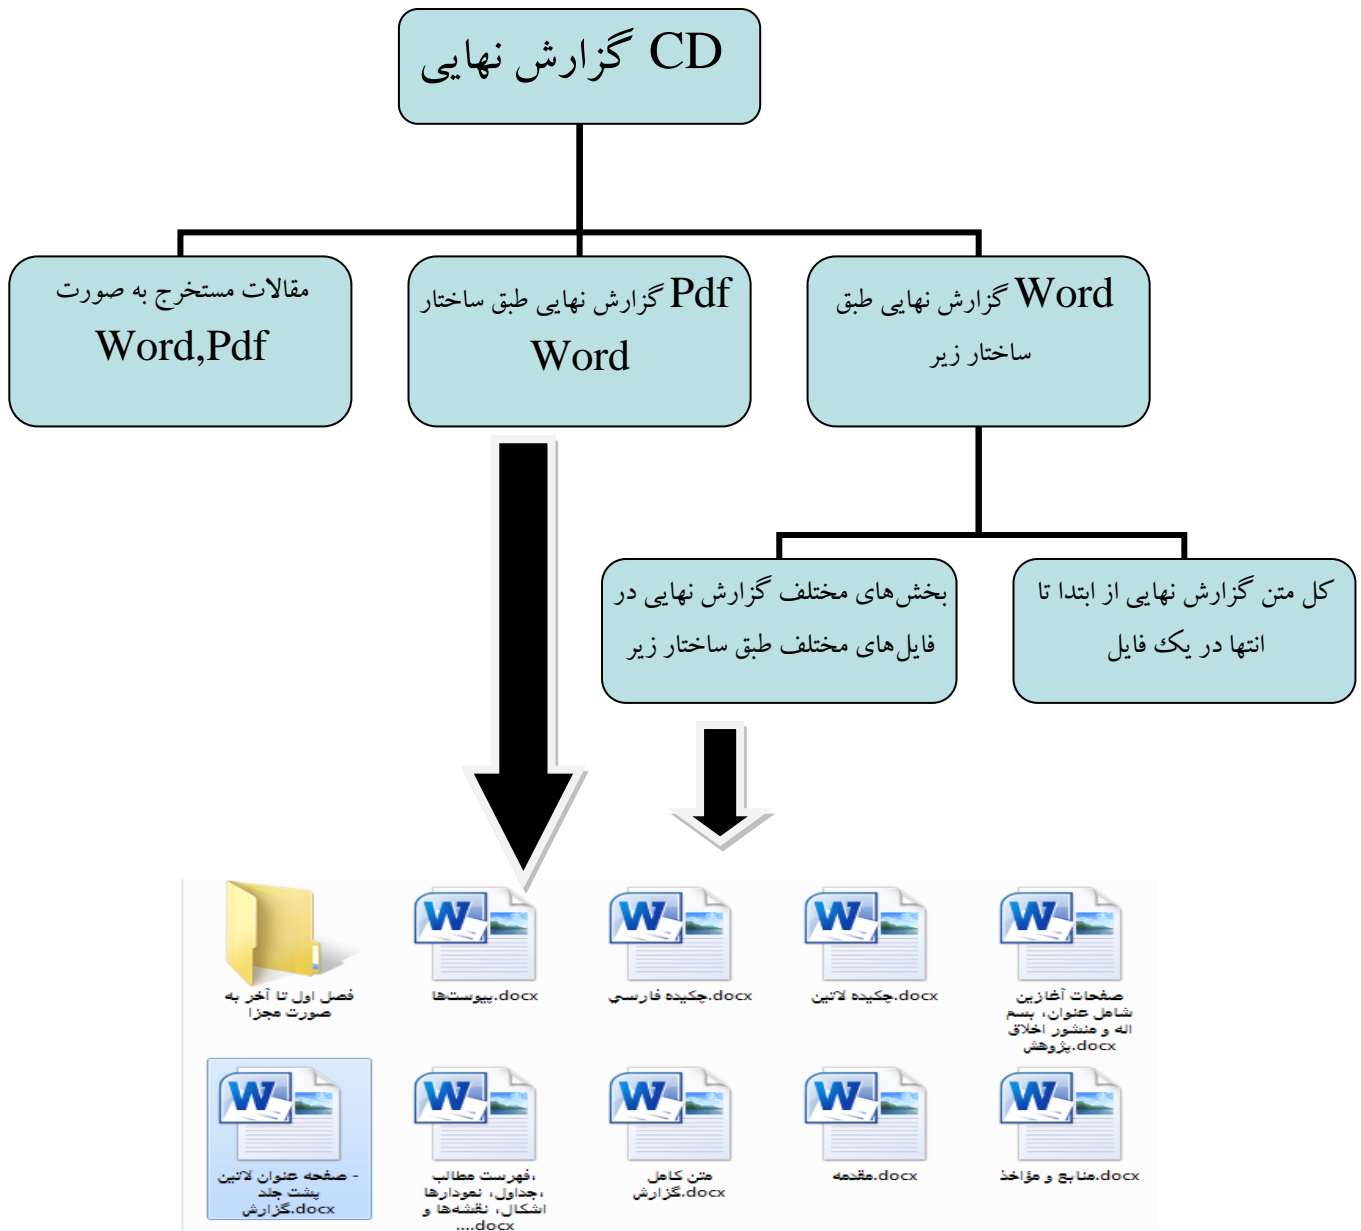 CD گزارش نهایی
Word گزارش نهایی طبق
ساختار زیر
Pdf گزارش نهایی طبق ساختار
Word
مقالات مستخرج به صورت
Word,Pdf
کل متن گزارش نهایی از ابتدا تا
انتها در یک فایل
بخش‌های مختلف گزارش نهایی در
فایل‌های مختلف طبق ساختار زیر
صفحات آغازین
شامل عنوان، بسم
اله و منشور اخلاق
پژوهش.docx
چکیده لاتین.docx
چکیده فارسی.docx
پیوست‌ها.docx
فصل اول تا آخر به
صورت مجزا
منابع و مؤاخذ.docx
مقدمه.docx
متن کامل
گزارش.docx
فهرست مطالب،
جداول، نمودارها،
اشکال، نقشه‌ها و
....docx
صفحه عنوان لاتین -
پشت جلد
گزارش.docx